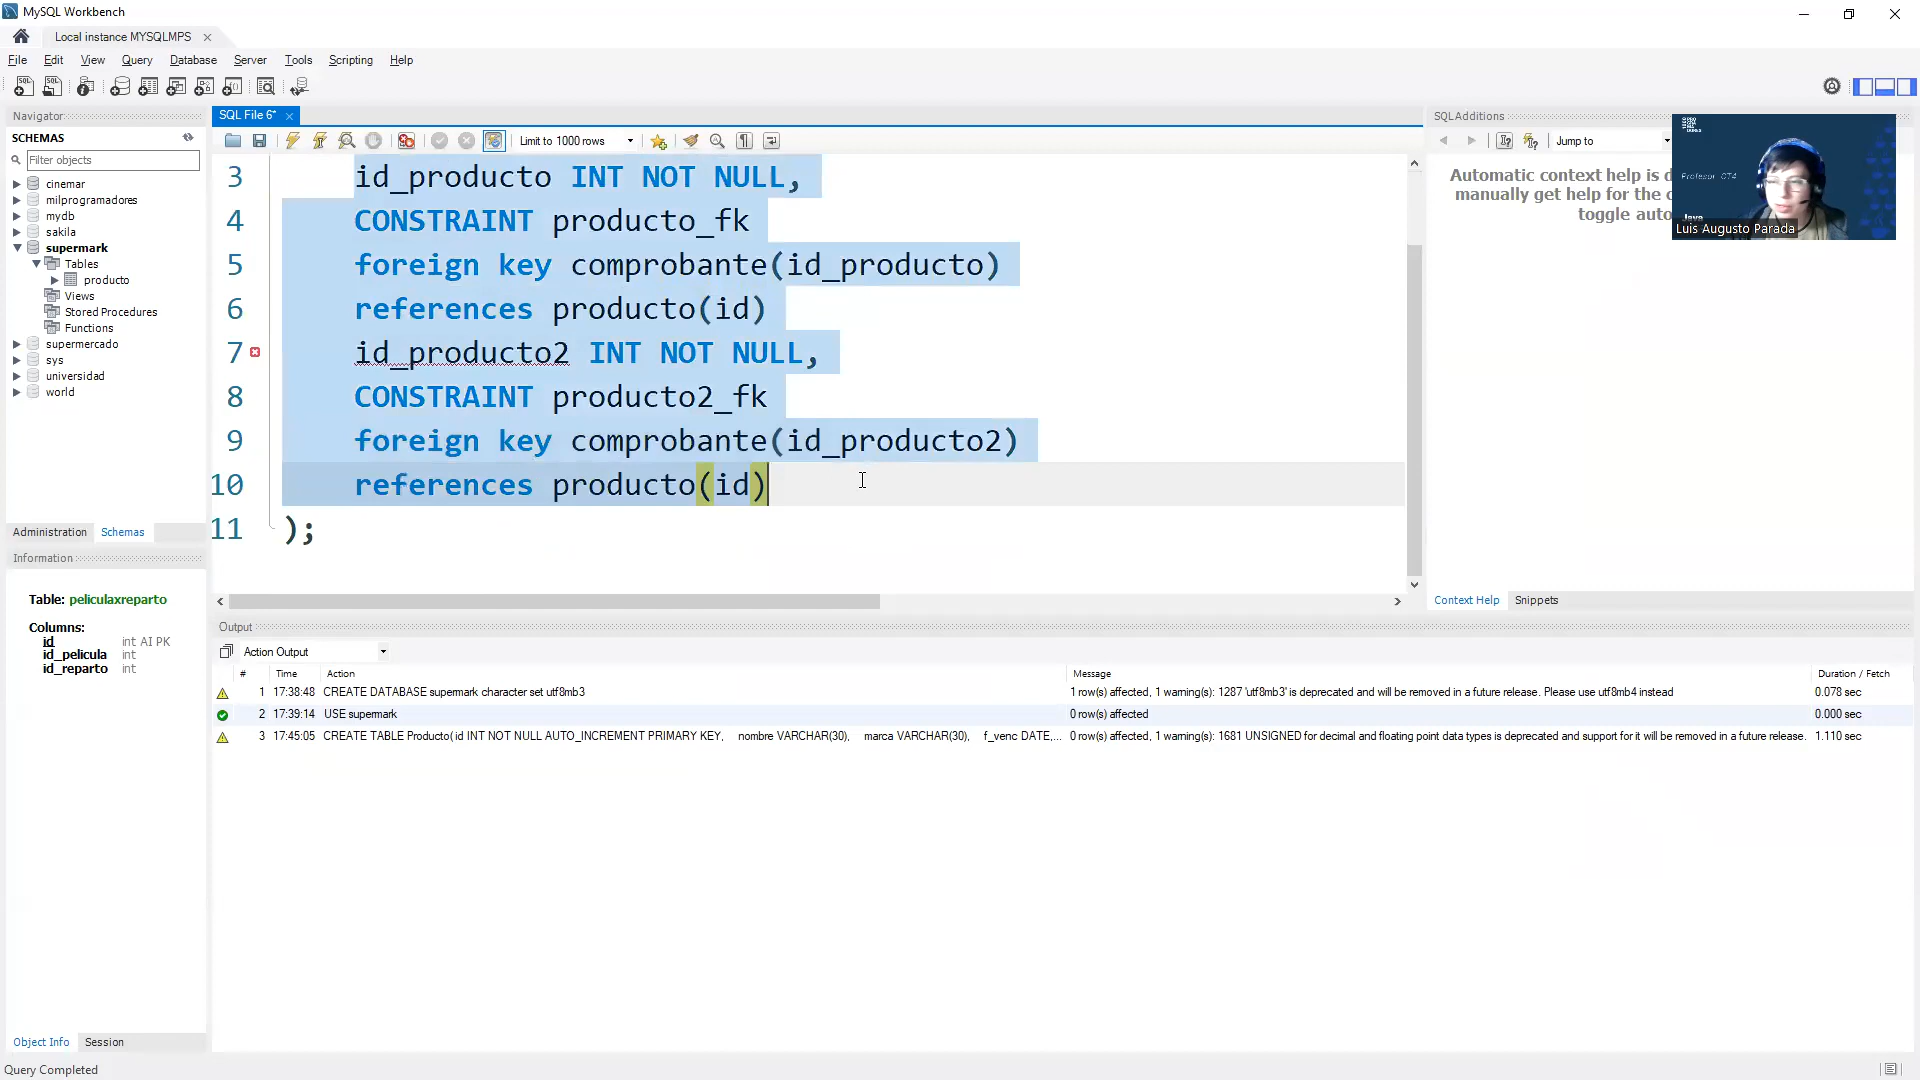 MySQL Workbench
Local instance MYSQLMPS
File Edit View Query Database Server Tools Scripting Help
Navigator
SCHEMAS
Filter objects
cinemar
milprogramadores
mydb
sakila
supermark
Tables
producto
Views
Stored Procedures
Functions
supermercado
sys
universidad
world
Administration Schemas
Information
Table: peliculaxreparto
Columns:
id int AI PK
id_pelicula int
id_reparto int
Object Info Session
Query Completed
SQL File 6*
Limit to 1000 rows
3 id_producto INT NOT NULL,
4 CONSTRAINT producto_fk
5 foreign key comprobante(id_producto)
6 references producto(id)
7 id_producto2 INT NOT NULL,
8 CONSTRAINT producto2_fk
9 foreign key comprobante(id_producto2)
10 references producto(id)
11 );
SQLAdditions
Jump to
Automatic context help is d
manually get help for the c
toggle auto
Profesor CT4
Java
Luis Augusto Parada
Context Help Snippets
Output
Action Output
# Time Action Message Duration / Fetch
1 17:38:48 CREATE DATABASE supermark character set utf8mb3 1 row(s) affected, 1 warning(s): 1287 'utf8mb3' is deprecated and will be removed in a future release. Please use utf8mb4 instead 0.078 sec
2 17:39:14 USE supermark 0 row(s) affected 0.000 sec
3 17:45:05 CREATE TABLE Producto( id INT NOT NULL AUTO_INCREMENT PRIMARY KEY, nombre VARCHAR(30), marca VARCHAR(30), f_venc DATE,... 0 row(s) affected, 1 warning(s): 1681 UNSIGNED for decimal and floating point data types is deprecated and support for it will be removed in a future release. 1.110 sec